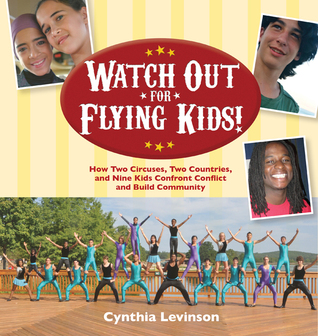 WATCH OUT
FOR
FLYING KIDS!
How Two Circuses, Two Countries,
and Nine Kids Confront Conflict
and Build Community
Cynthia Levinson